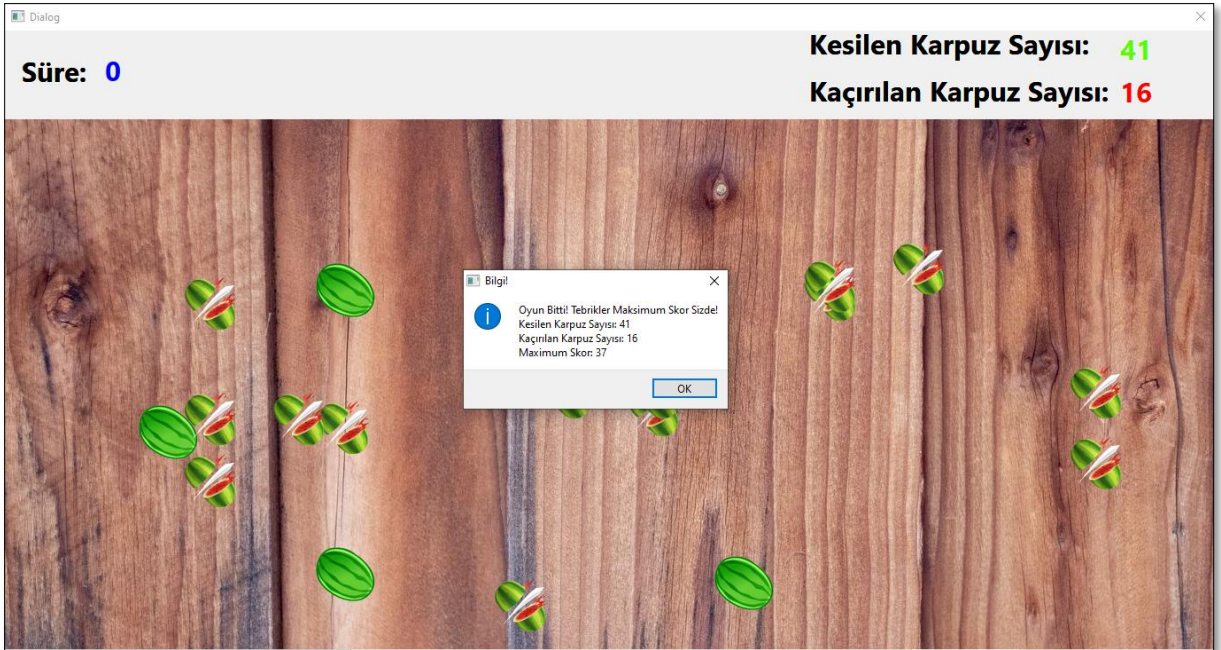 Dialog
Süre: 0
Kesilen Karpuz Sayısı: 41
Kaçırılan Karpuz Sayısı: 16
Bilgi!
Oyun Bitti! Tebrikler Maksimum Skor Sizde!
Kesilen Karpuz Sayısı: 41
Kaçırılan Karpuz Sayısı: 16
Maximum Skor: 37
OK